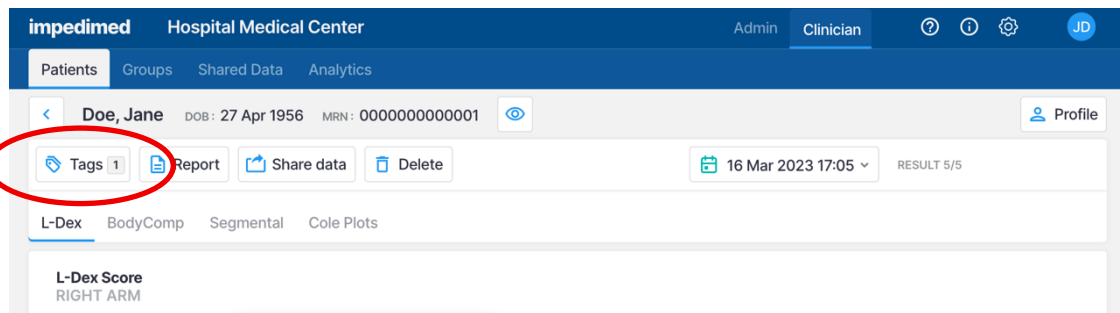 impedimed Hospital Medical Center Admin Clinician JD
Patients Groups Shared Data Analytics
Doe, Jane DOB: 27 Apr 1956 MRN: 0000000000001 Profile
Tags 1 Report Share data Delete 16 Mar 2023 17:05 RESULT 5/5
L-Dex BodyComp Segmental Cole Plots
L-Dex Score
RIGHT ARM